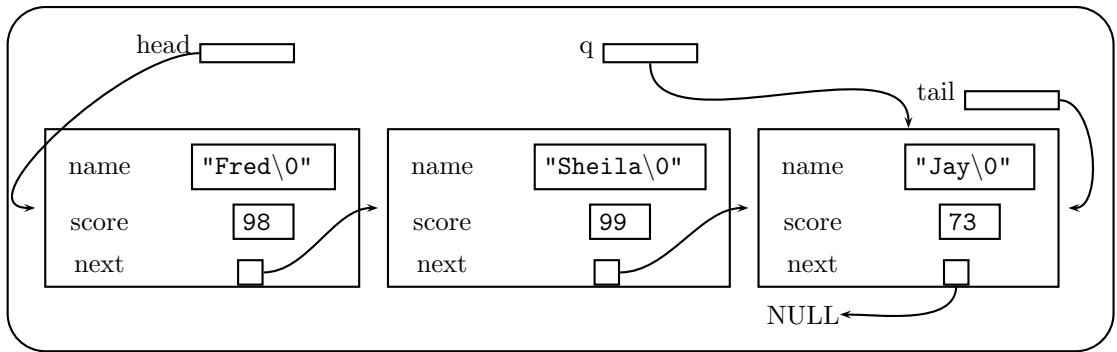 head q
tail
name "Fred\0" name "Sheila\0" name "Jay\0"
score 98 score 99 score 73
next next next
NULL